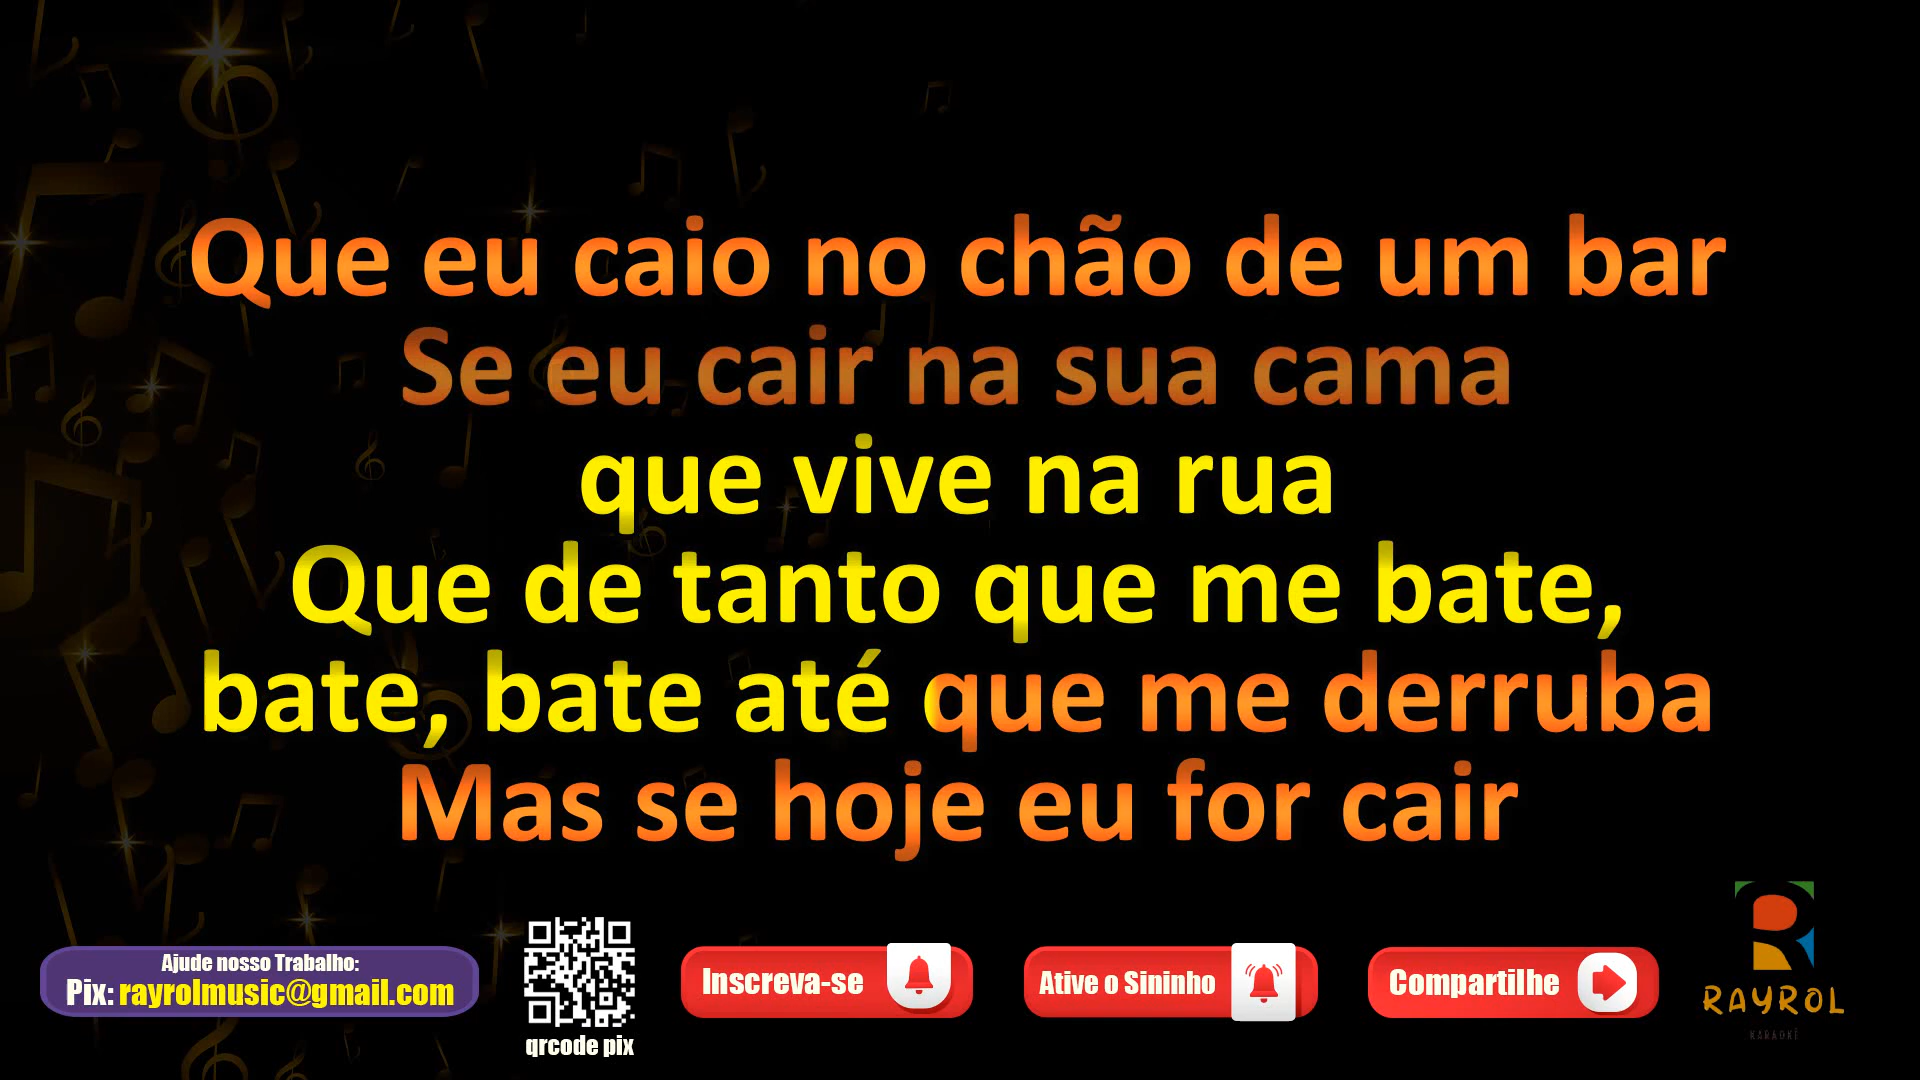 Que eu caio no chão de um bar
Se eu cair na sua cama
que vive na rua
Que de tanto que me bate,
bate, bate até que me derruba
Mas se hoje eu for cair
Ajude nosso Trabalho:
Pix: rayrolmusic@gmail.com
qrcode pix
Inscreva-se
Ative o Sininho
Compartilhe
RAYROL
KARAOKÊ